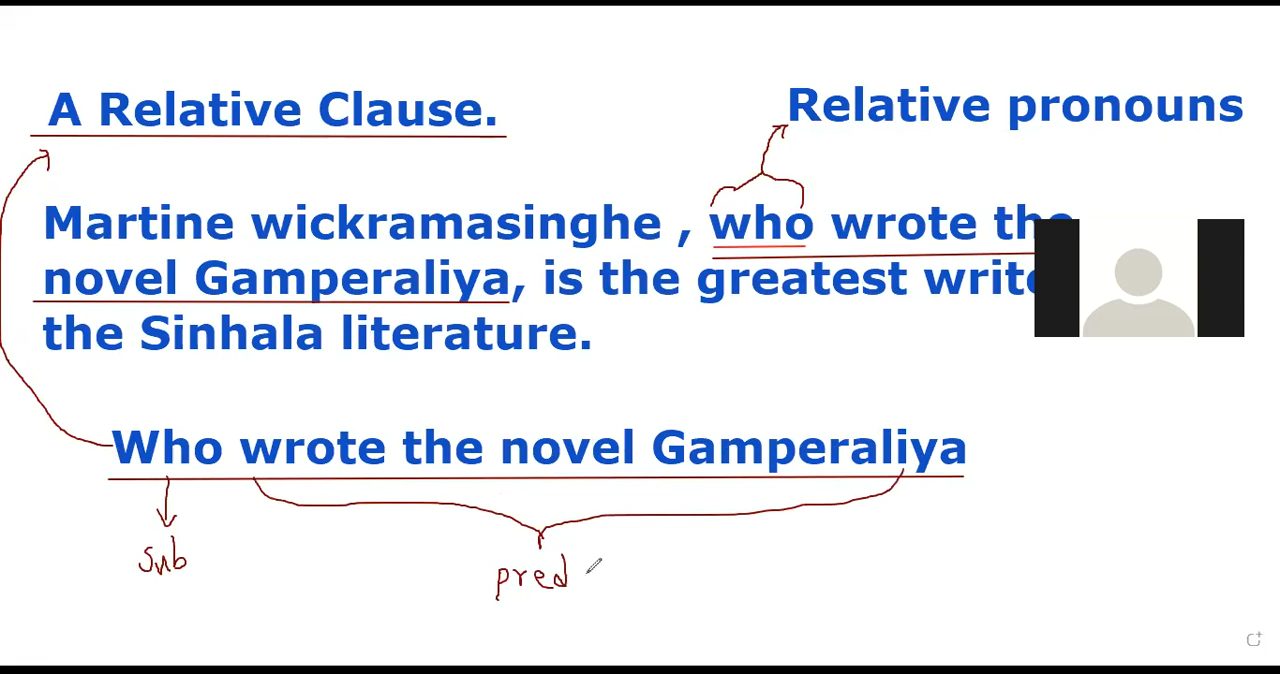 A Relative Clause.
Relative pronouns
Martine wickramasinghe , who wrote the
novel Gamperaliya, is the greatest
the Sinhala literature.
Who wrote the novel Gamperaliya
Sub
pred